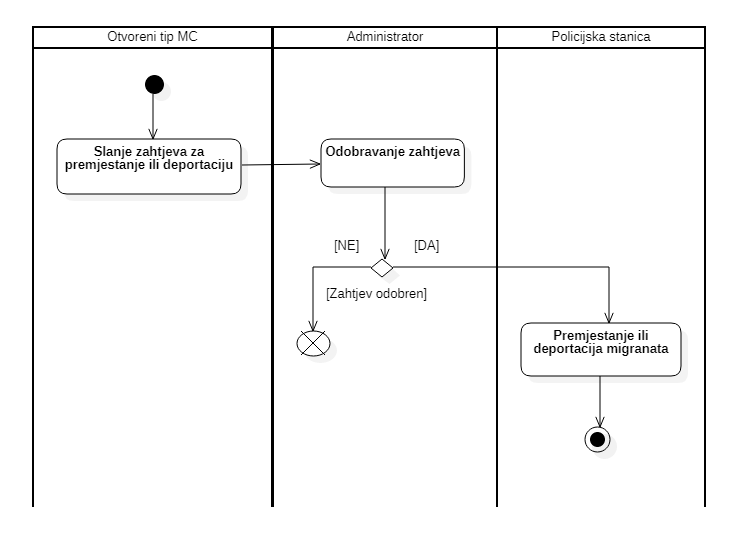 Otvoreni tip MC
Administrator
Policijska stanica
Slanje zahtjeva za
premjestanje ili deportaciju
Odobravanje zahtjeva
[NE]
[DA]
[Zahtjev odobren]
Premjestanje ili
deportacija migranata